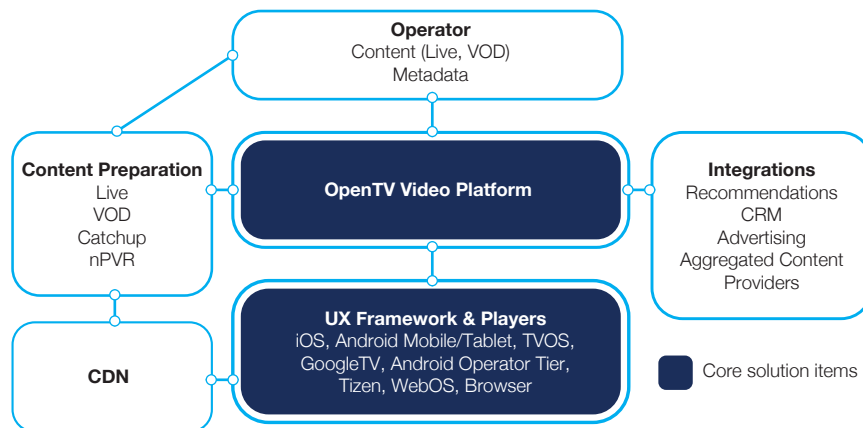 Operator
Content (Live, VOD)
Metadata
Content Preparation
Live
VOD
Catchup
nPVR
OpenTV Video Platform
Integrations
Recommendations
CRM
Advertising
Aggregated Content
Providers
CDN
UX Framework & Players
iOS, Android Mobile/Tablet, TVOS,
GoogleTV, Android Operator Tier,
Tizen, WebOS, Browser
Core solution items